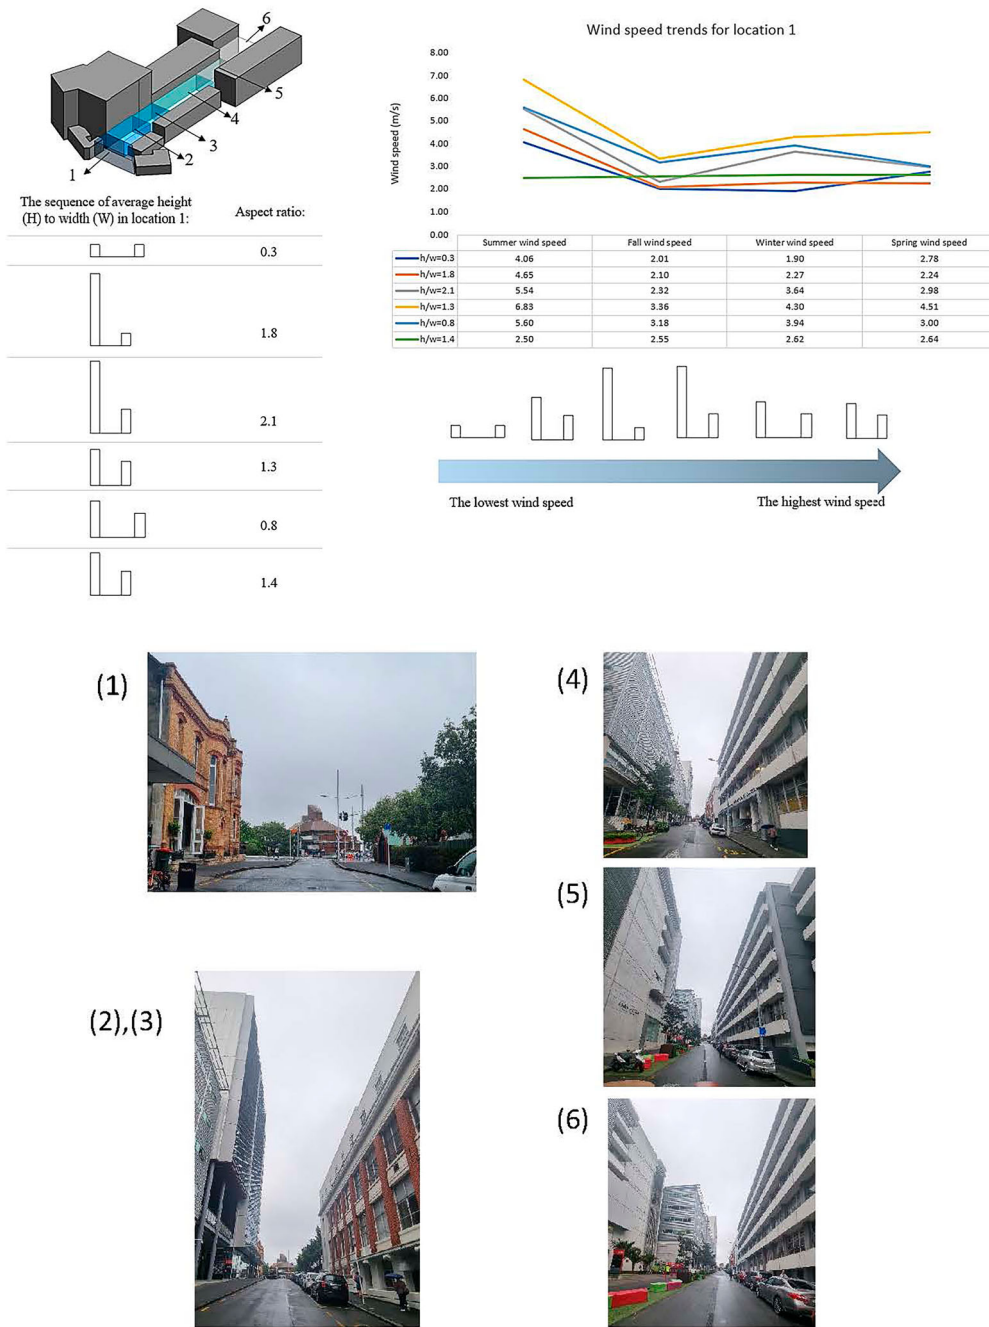 6
5
4
3
2
1
The sequence of average height
(H) to width (W) in location 1:
Aspect ratio:
0.3
1.8
2.1
1.3
0.8
1.4
Wind speed trends for location 1
Wind speed (m/s)
8.00
7.00
6.00
5.00
4.00
3.00
2.00
1.00
0.00
Summer wind speed Fall wind speed Winter wind speed Spring wind speed
h/w=0.3 4.06 2.01 1.90 2.78
h/w=1.8 4.65 2.10 2.27 2.24
h/w=2.1 5.54 2.32 3.64 2.98
h/w=1.3 6.83 3.36 4.30 4.51
h/w=0.8 5.60 3.18 3.94 3.00
h/w=1.4 2.50 2.55 2.62 2.64
The lowest wind speed
The highest wind speed
(1)
(4)
(5)
(2),(3)
(6)